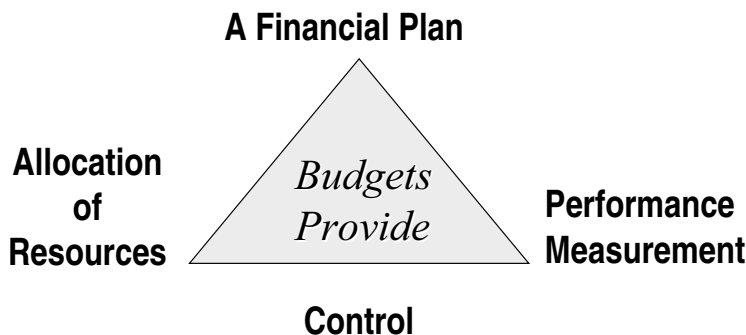 A Financial Plan
Allocation
of
Resources
Budgets
Provide
Performance
Measurement
Control